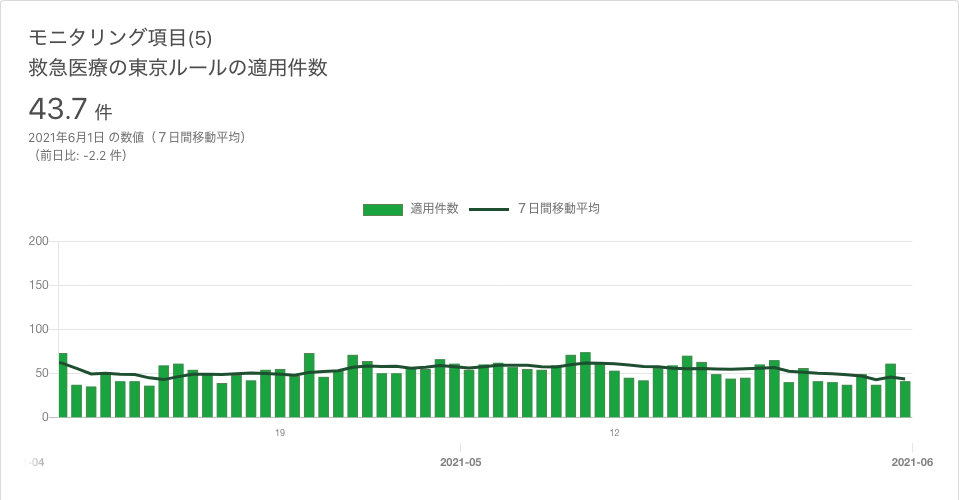 モニタリング項目(5)
救急医療の東京ルールの適用件数
43.7 件
2021年6月1日 の数値（７日間移動平均）
（前日比: -2.2 件）
適用件数 ７日間移動平均
200
150
100
50
0
19 12
-04 2021-05 2021-06